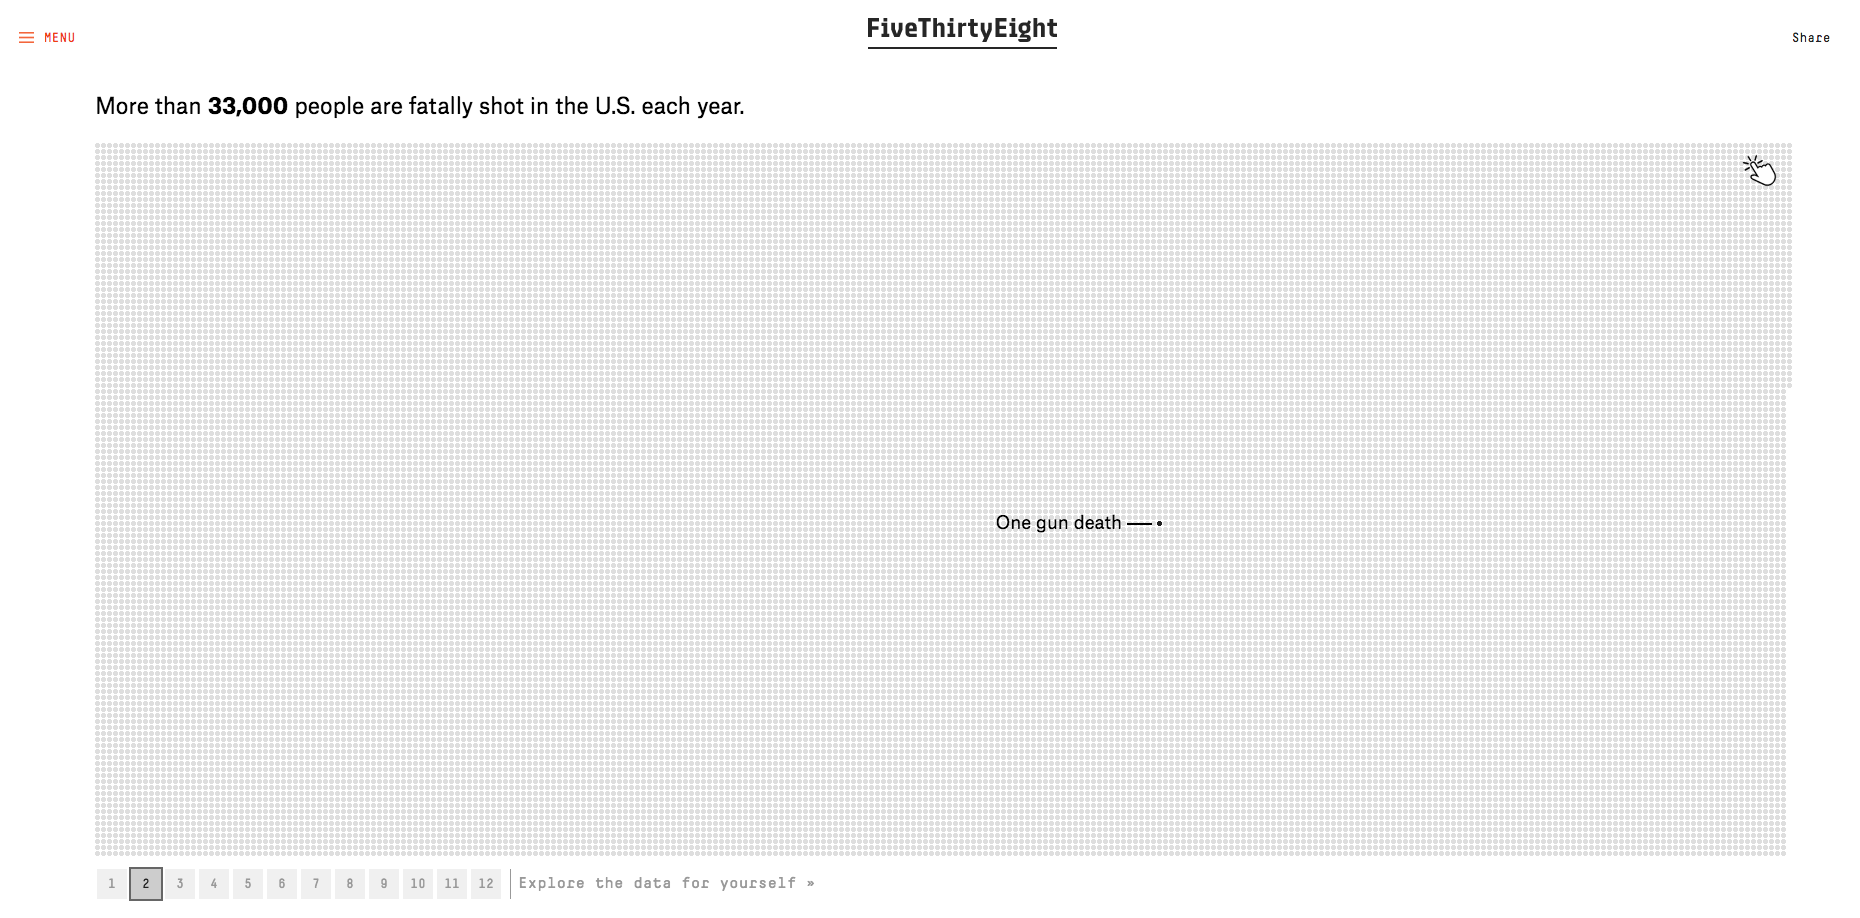 MENU
FiveThirtyEight
Share
More than 33,000 people are fatally shot in the U.S. each year.
One gun death
1 2 3 4 5 6 7 8 9 10 11 12 Explore the data for yourself »